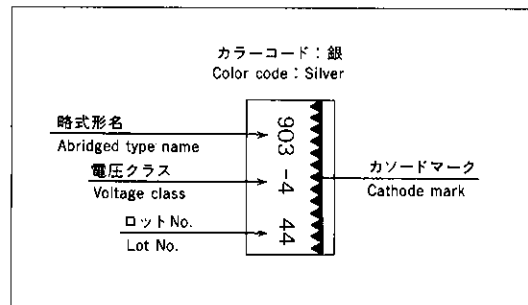 カラーコード：銀
Color code : Silver
略式形名
Abridged type name
電圧クラス
Voltage class
ロットNo.
Lot No.
903 -4 44
カソードマーク
Cathode mark